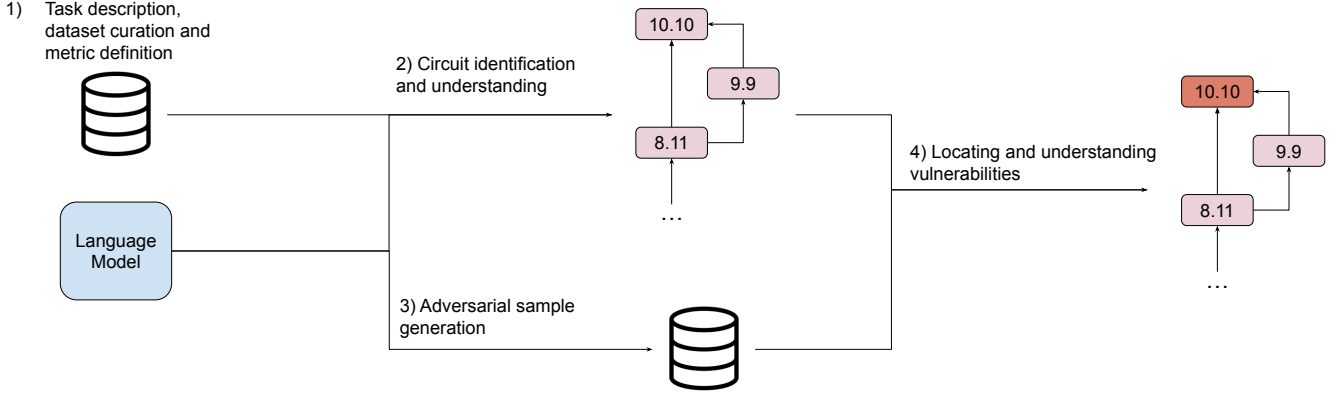 1) Task description,
dataset curation and
metric definition
2) Circuit identification
and understanding
10.10
9.9
8.11
...
Language
Model
3) Adversarial sample
generation
4) Locating and understanding
vulnerabilities
10.10
9.9
8.11
...